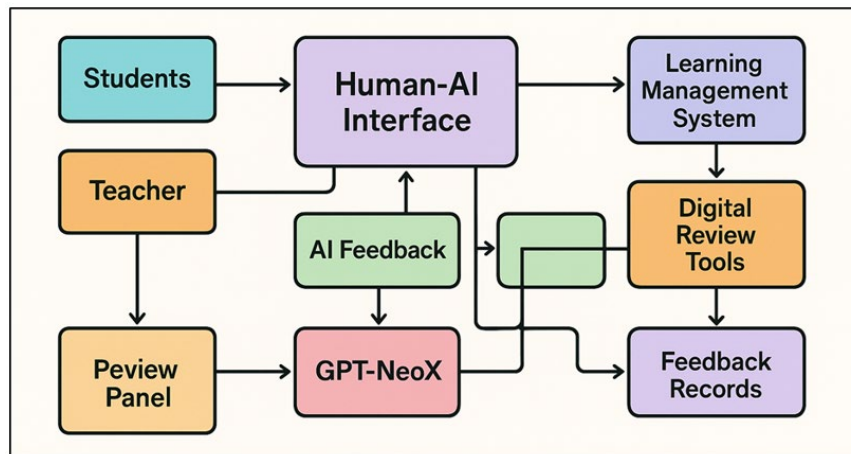 Students
Human-AI
Interface
Learning
Management
System
Teacher
AI Feedback
Digital
Review
Tools
Peview
Panel
GPT-NeoX
Feedback
Records